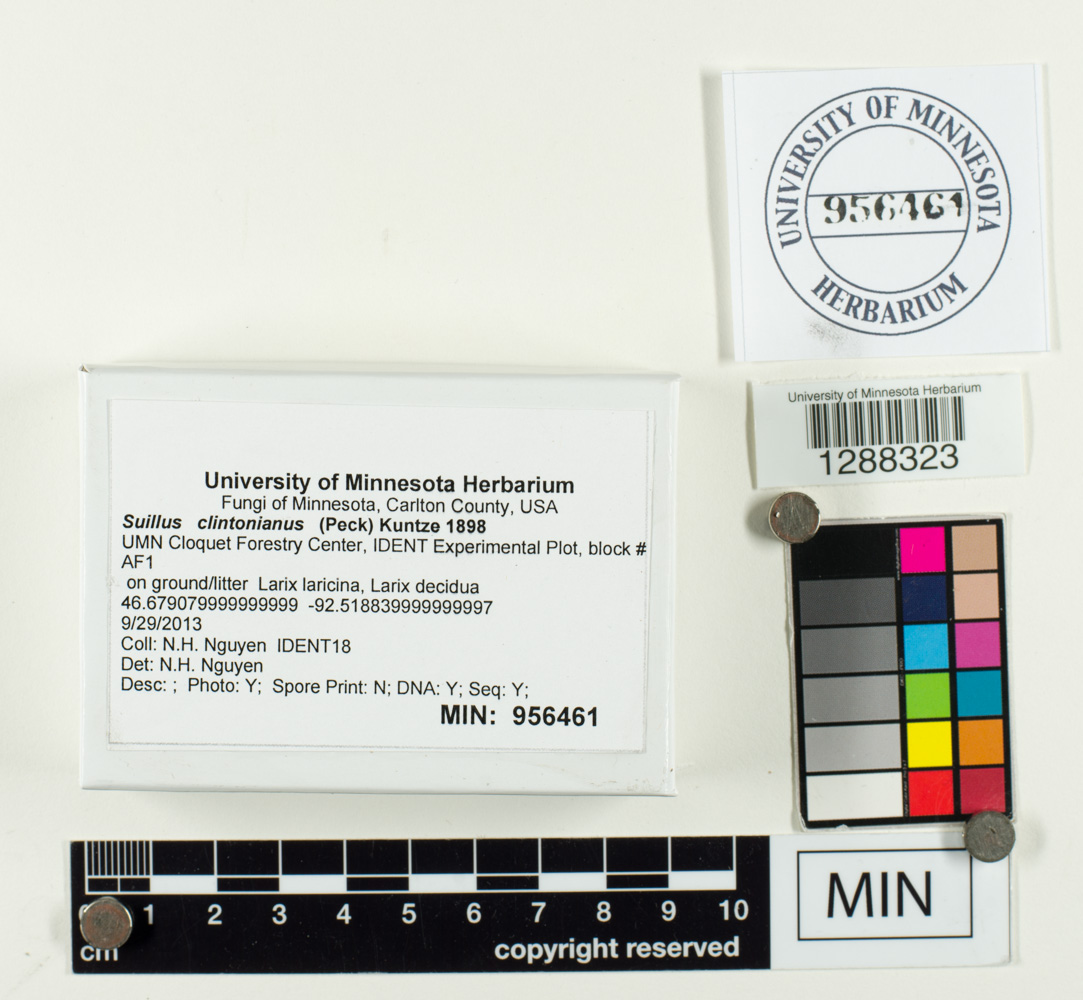 UNIVERSITY OF MINNESOTA
956461
HERBARIUM
University of Minnesota Herbarium
1288323
University of Minnesota Herbarium
Fungi of Minnesota, Carlton County, USA
Suillus clintonianus (Peck) Kuntze 1898
UMN Cloquet Forestry Center, IDENT Experimental Plot, block #
AF1
on ground/litter Larix laricina, Larix decidua
46.679079999999999 -92.518839999999997
9/29/2013
Coll: N.H. Nguyen IDENT18
Det: N.H. Nguyen
Desc: ; Photo: Y; Spore Print: N; DNA: Y; Seq: Y;
MIN: 956461
1 2 3 4 5 6 7 8 9 10
cm
copyright reserved
MIN